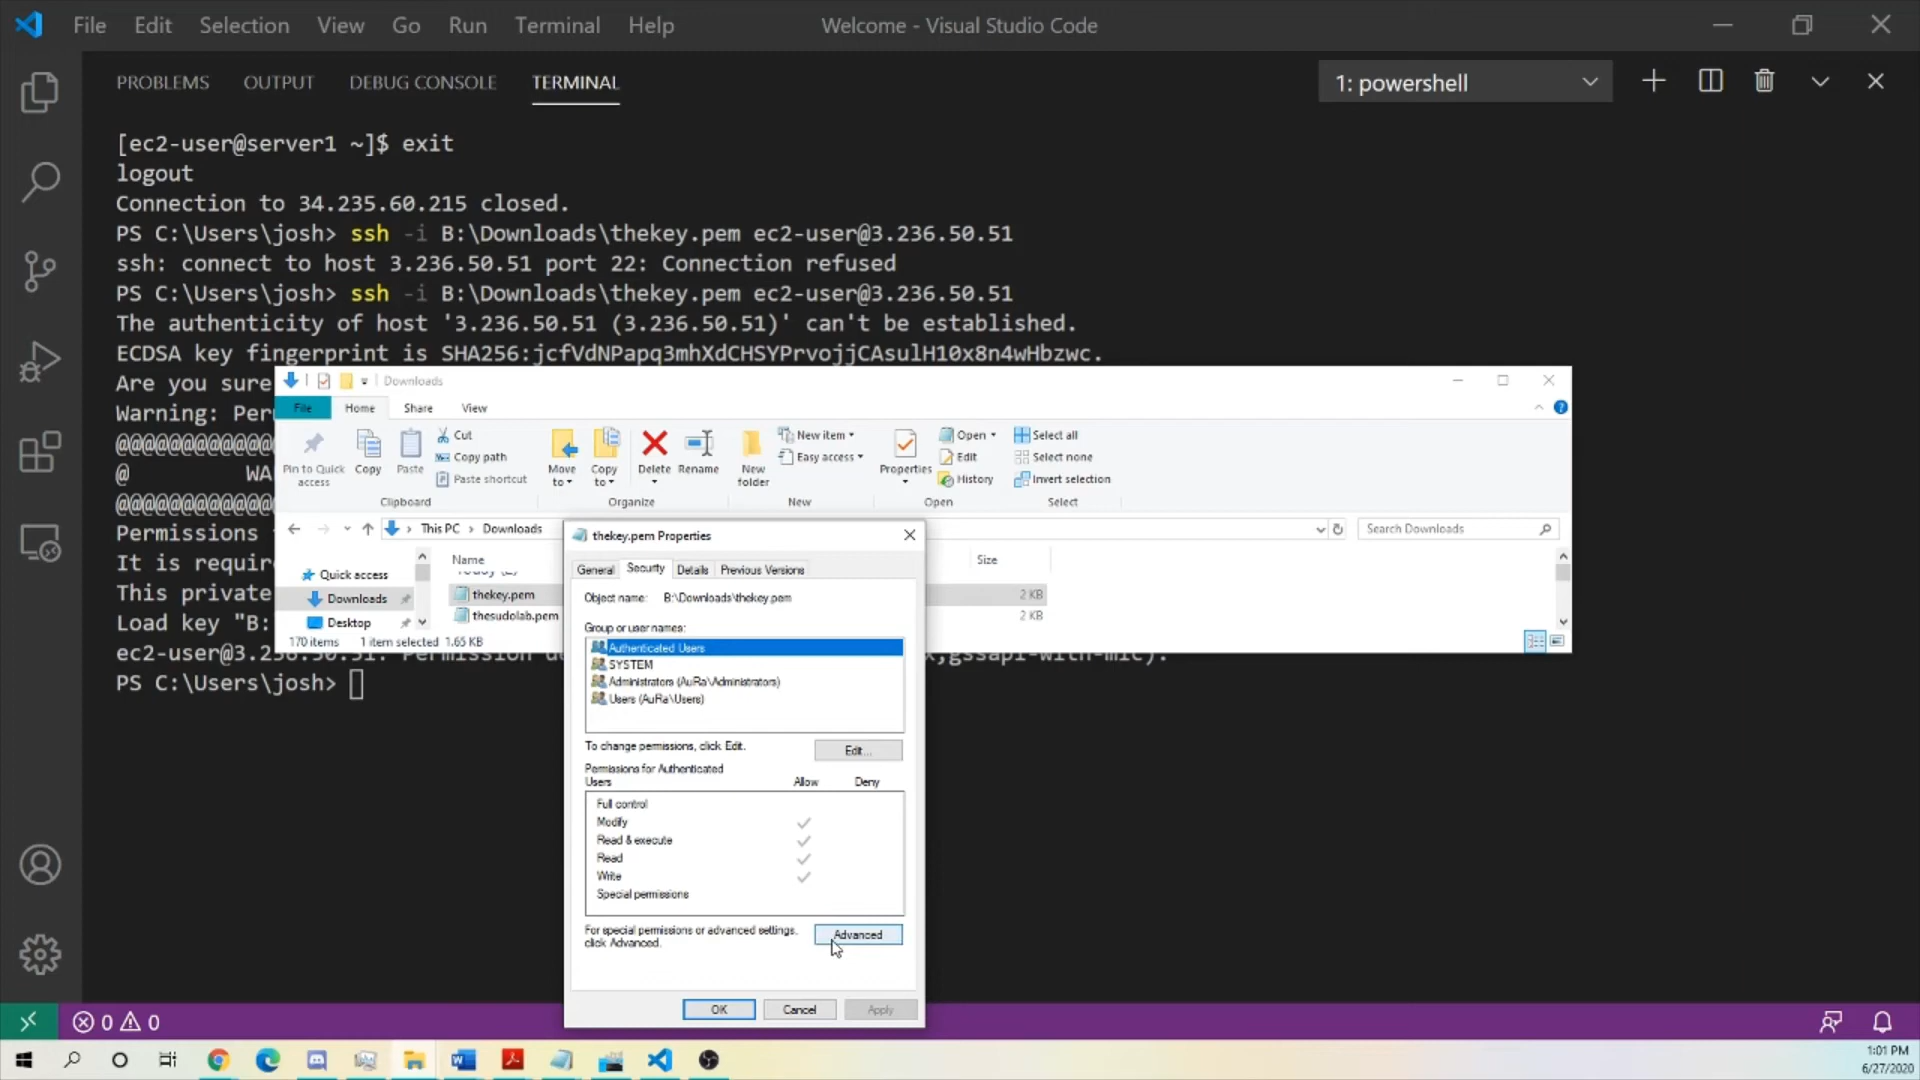 File Edit Selection View Go Run Terminal Help Welcome - Visual Studio Code
PROBLEMS OUTPUT DEBUG CONSOLE TERMINAL 1: powershell
[ec2-user@server1 ~]$ exit
logout
Connection to 34.235.60.215 closed.
PS C:\Users\josh> ssh -i B:\Downloads\thekey.pem ec2-user@3.236.50.51
ssh: connect to host 3.236.50.51 port 22: Connection refused
PS C:\Users\josh> ssh -i B:\Downloads\thekey.pem ec2-user@3.236.50.51
The authenticity of host '3.236.50.51 (3.236.50.51)' can't be established.
ECDSA key fingerprint is SHA256:jcfVdNPapq3mhXdCHSYPrvojjCAsulH10x8n4wHbzwc.
Are you sure
Warning: Per
@@@@@@@@@@@@
@ WA
@@@@@@@@@@@@
Permissions
It is requir
This private
Load key "B:
ec2-user@3.236.50.51: Permission de x,gssapi-with-mic).
PS C:\Users\josh>
Downloads
File Home Share View
Pin to Quick access
Copy
Paste
Cut
Copy path
Paste shortcut
Clipboard
Move to
Copy to
Delete
Rename
Organize
New folder
New item
Easy access
New
Properties
Open
Edit
History
Open
Select all
Select none
Invert selection
Select
This PC > Downloads
Search Downloads
Name
Size
Quick access
Downloads
Desktop
thekey.pem
2 KB
thesudolab.pem
2 KB
170 items 1 item selected 1.65 KB
thekey.pem Properties
General Security Details Previous Versions
Object name: B:\Downloads\thekey.pem
Group or user names:
Authenticated Users
SYSTEM
Administrators (AuRa\Administrators)
Users (AuRa\Users)
To change permissions, click Edit.
Edit...
Permissions for Authenticated
Users
Allow Deny
Full control
Modify
Read & execute
Read
Write
Special permissions
For special permissions or advanced settings,
click Advanced.
Advanced
OK Cancel Apply
0 0
1:01 PM
6/27/2020